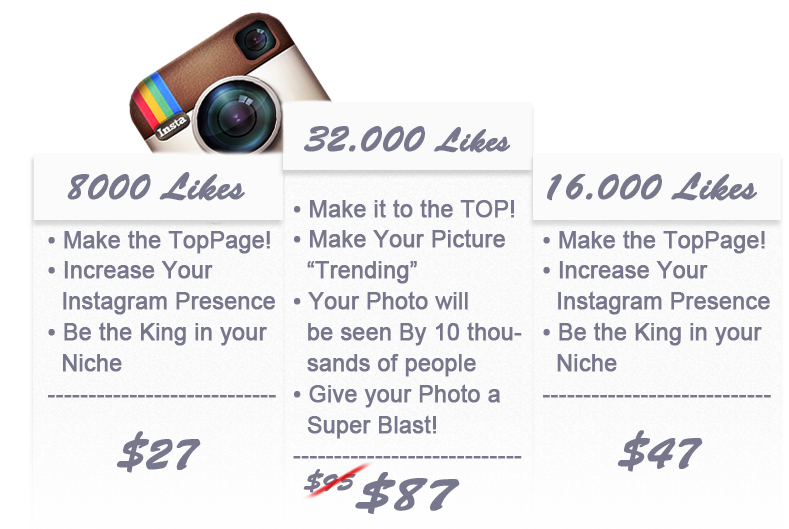 Insta
8000 Likes
• Make the TopPage!
• Increase Your
Instagram Presence
• Be the King in your
Niche
---------------------------
$27
32.000 Likes
• Make it to the TOP!
• Make Your Picture
“Trending”
• Your Photo will
be seen By 10 thou-
sands of people
• Give your Photo a
Super Blast!
---------------------------
$95 $87
16.000 Likes
• Make the TopPage!
• Increase Your
Instagram Presence
• Be the King in your
Niche
---------------------------
$47